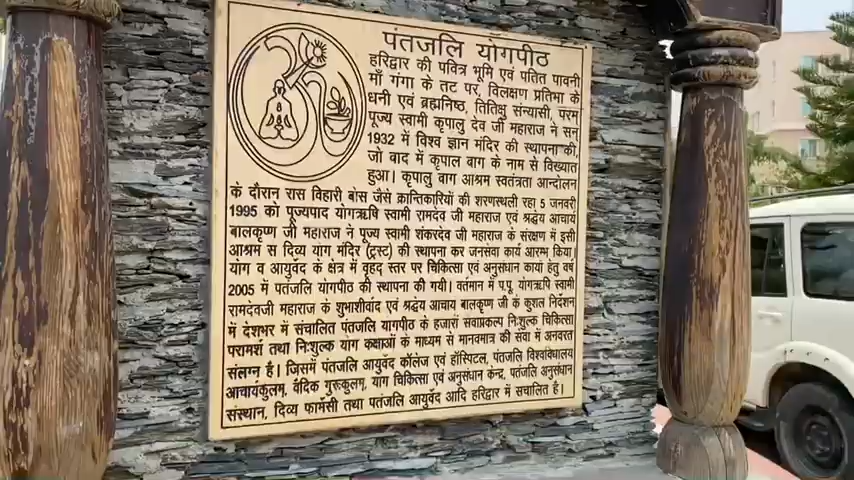 पंतजलि योगपीठ
हरिद्वार की पवित्र भूमि एवं पतित पावनी
माँ गंगा के तट पर, विलक्षण प्रतिभा के
धनी एवं ब्रह्मनिष्ठ, तितिक्षु संन्यासी, परम
पूज्य स्वामी कृपालु देव जी महाराज ने सन्
1932 में विश्व ज्ञान मंदिर की स्थापना की,
जो बाद में कृपाल बाग के नाम से विख्यात
हुआ। कृपालु बाग आश्रम स्वतंत्रता आन्दोलन
के दौरान रास बिहारी बोस जैसे क्रान्तिकारियों की शरणस्थली रहा 5 जनवरी
1995 को पूज्यपाद योगऋषि स्वामी रामदेव जी महाराज एवं श्रद्धेय आचार्य
बालकृष्ण जी महाराज ने पूज्य स्वामी शंकरदेव जी महाराज के संरक्षण में इसी
आश्रम से दिव्य योग मंदिर (ट्रस्ट) की स्थापना कर जनसेवा कार्य आरम्भ किया।
योग व आयुर्वेद के क्षेत्र में वृहद् स्तर पर चिकित्सा एवं अनुसंधान कार्यो हेतु वर्ष
2005 में पतंजलि योगपीठ की स्थापना की गयी। वर्तमान में प.पू. योगऋषि स्वामी
रामदेवजी महाराज के शुभाशीर्वाद एवं श्रद्धेय आचार्य बालकृष्ण जी के कुशल निर्देशन
में देशभर में संचालित पतंजलि योगपीठ के हजारों सेवाप्रकल्प निःशुल्क चिकित्सा
परामर्श तथा निःशुल्क योग कक्षाओं के माध्यम से मानवमात्र की सेवा में अनवरत
संलग्न है। जिसमें पतंजलि आयुर्वेद कॉलेज एवं हॉस्पिटल, पतंजलि विश्वविद्यालय
आचार्यकुलम्, वैदिक गुरूकुलम्, योग चिकित्सा एवं अनुसंधान केन्द्र, पतंजलि अनुसंधान
संस्थान, दिव्य फार्मेसी तथा पतंजलि आयुर्वेद आदि हरिद्वार में संचालित है।